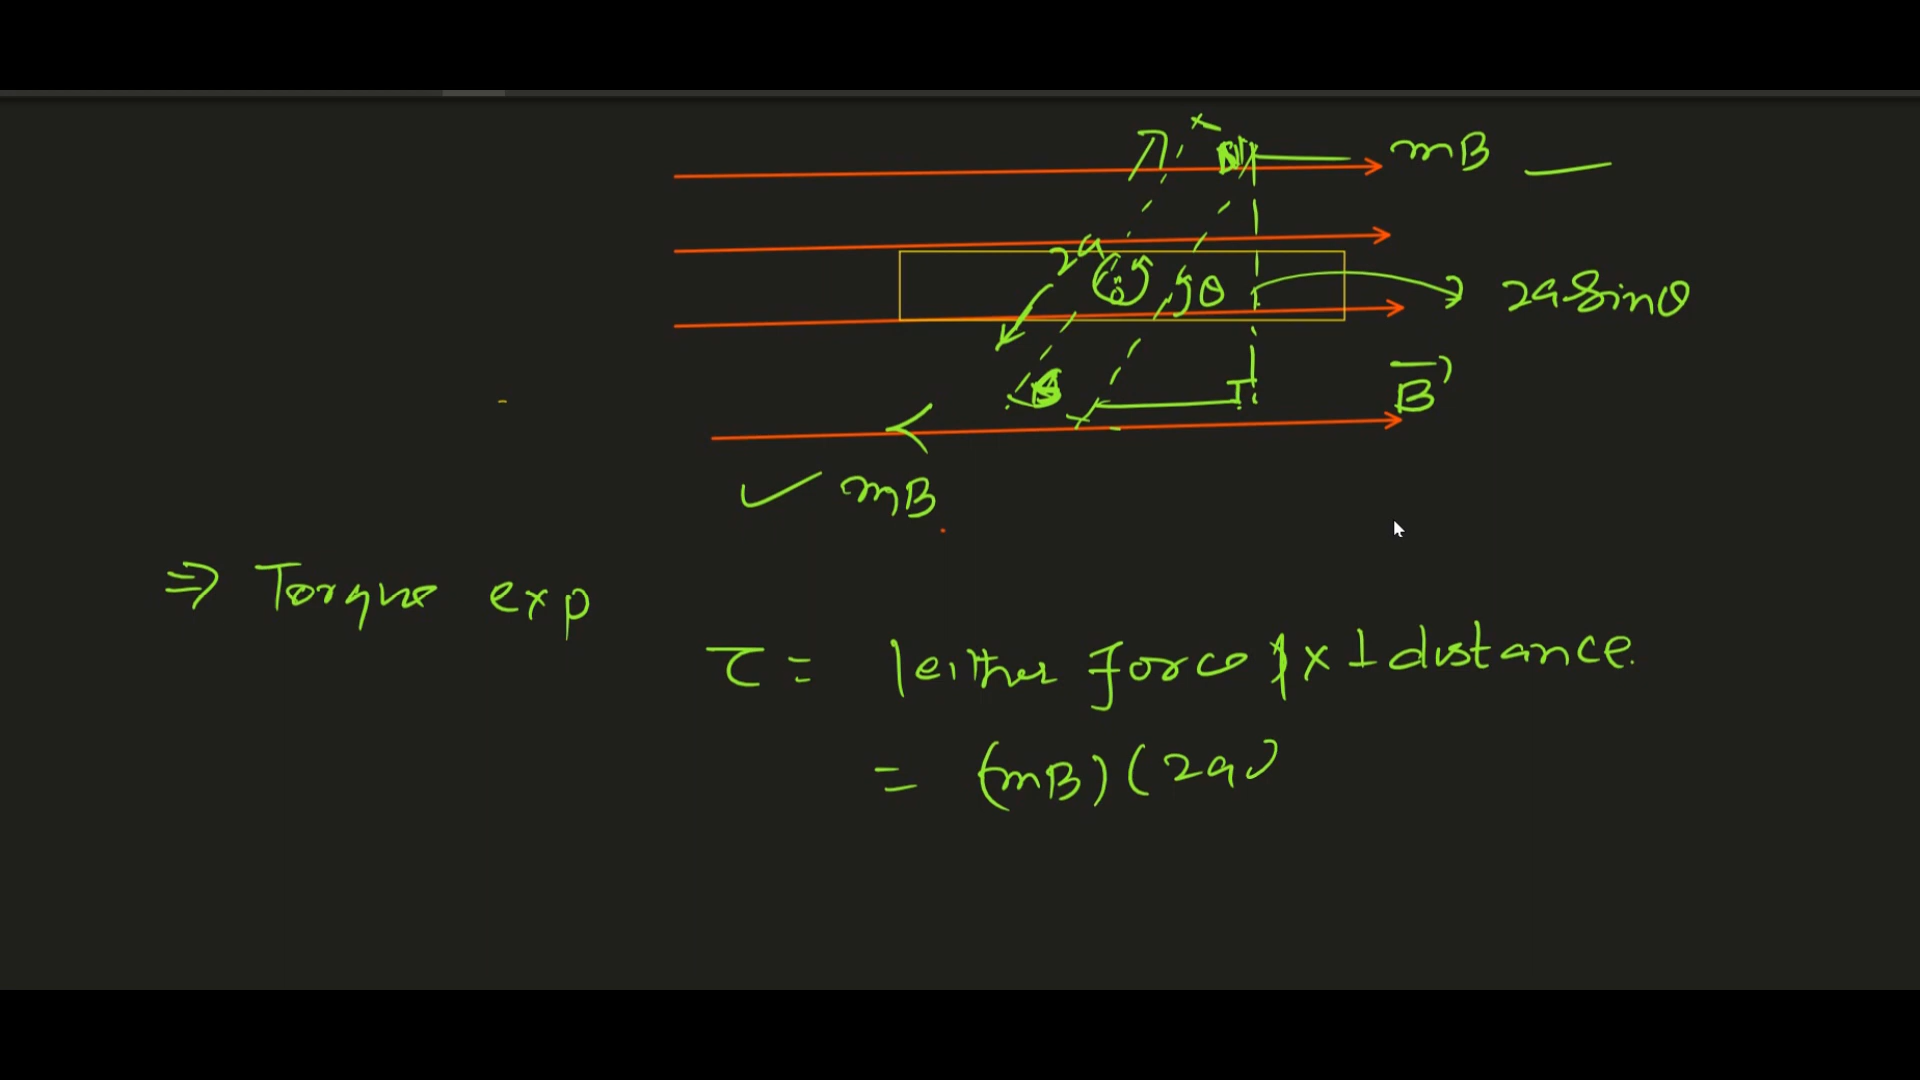 N mB
2a
θ 2a sinθ
S B⃗
mB
⇒ Torque exp
τ = |either force| x ⊥ distance.
= (mB) (2a)